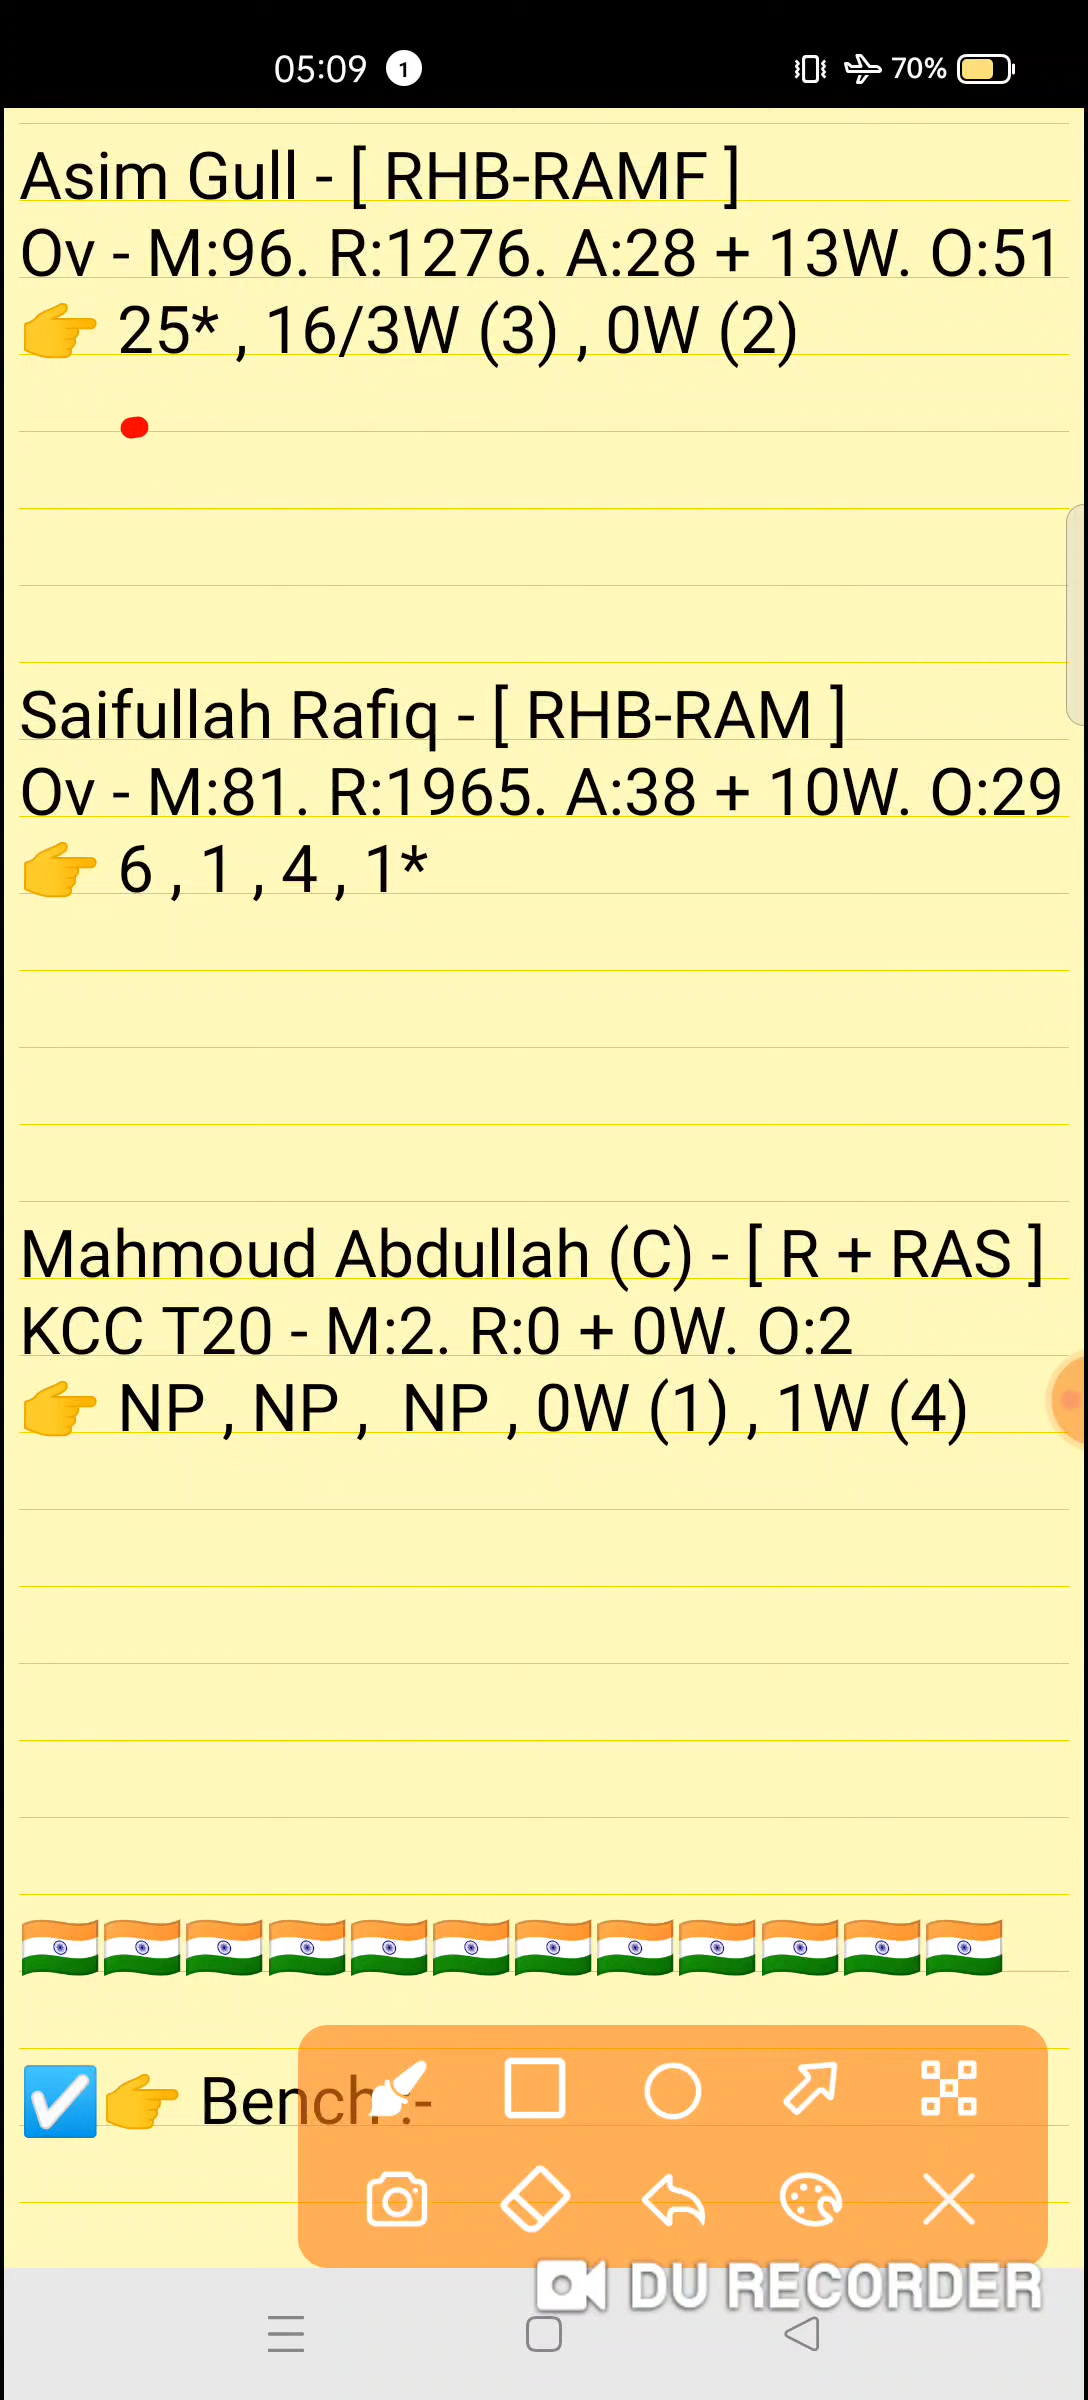 05:09 1 70%
Asim Gull - [ RHB-RAMF ]
Ov - M:96. R:1276. A:28 + 13W. O:51
👉 25* , 16/3W (3) , 0W (2)
Saifullah Rafiq - [ RHB-RAM ]
Ov - M:81. R:1965. A:38 + 10W. O:29
👉 6 , 1 , 4 , 1*
Mahmoud Abdullah (C) - [ R + RAS ]
KCC T20 - M:2. R:0 + 0W. O:2
👉 NP , NP ,  NP , 0W (1) , 1W (4)
🇮🇳🇮🇳🇮🇳🇮🇳🇮🇳🇮🇳🇮🇳🇮🇳🇮🇳🇮🇳🇮🇳🇮🇳
☑️👉 Bench :-
DU RECORDER